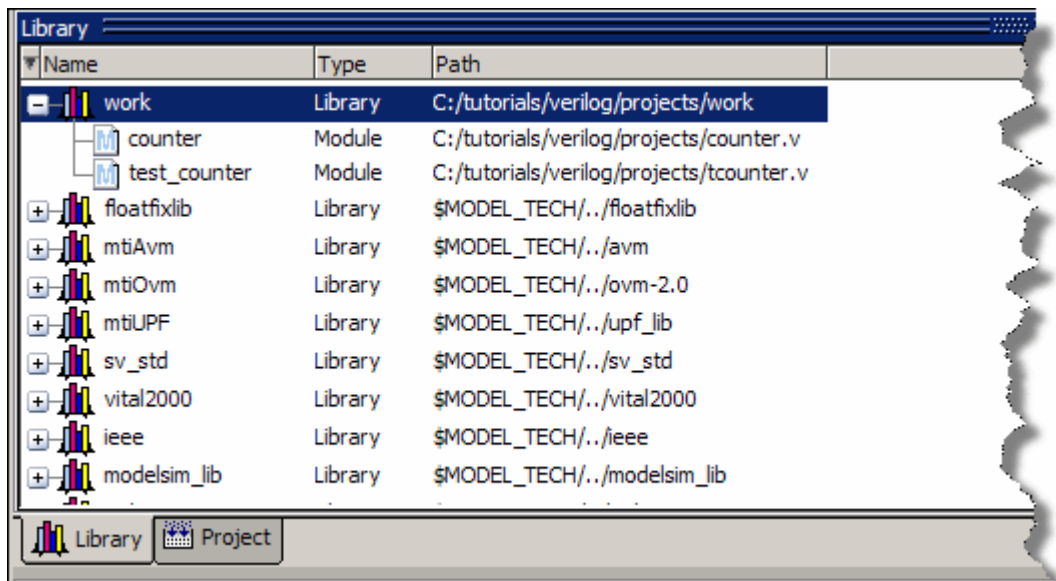 Library
Name Type Path
work Library C:/tutorials/verilog/projects/work
counter Module C:/tutorials/verilog/projects/counter.v
test_counter Module C:/tutorials/verilog/projects/tcounter.v
floatfixlib Library $MODEL_TECH/../floatfixlib
mtiAvm Library $MODEL_TECH/../avm
mtiOvm Library $MODEL_TECH/../ovm-2.0
mtiUPF Library $MODEL_TECH/../upf_lib
sv_std Library $MODEL_TECH/../sv_std
vital2000 Library $MODEL_TECH/../vital2000
ieee Library $MODEL_TECH/../ieee
modelsim_lib Library $MODEL_TECH/../modelsim_lib
Library Project